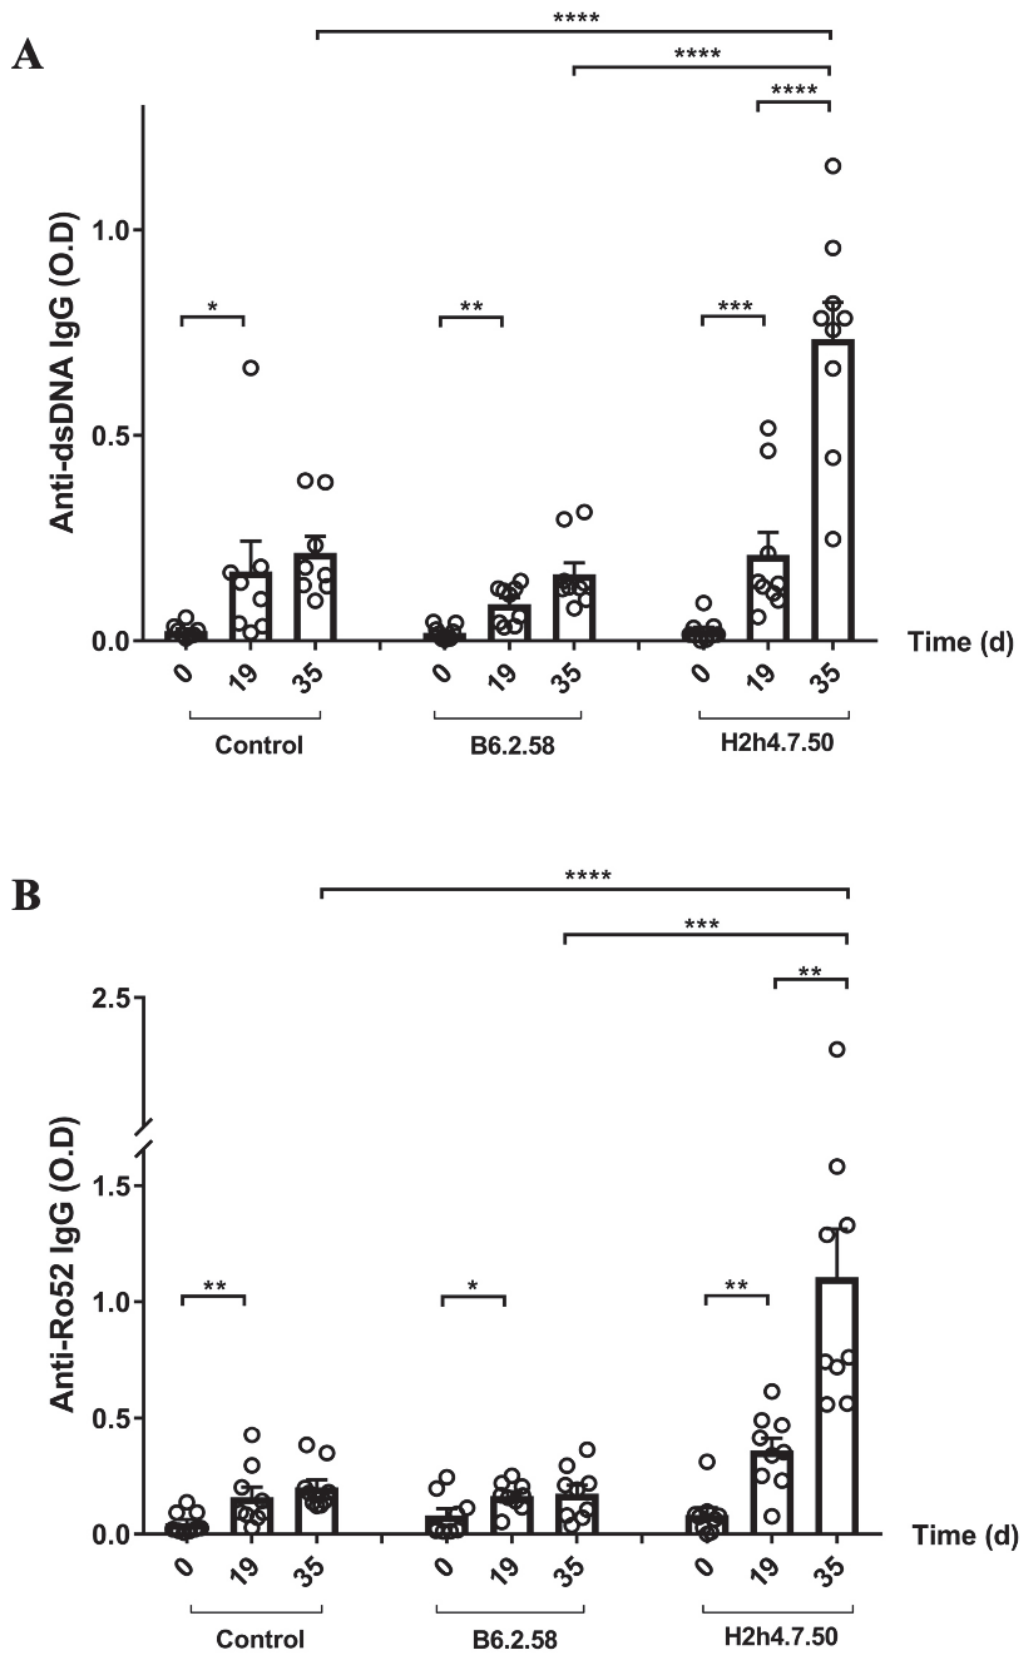 A
****
****
****
Anti-dsDNA IgG (O.D)
1.0
0.5
0.0
*
**
***
0 19 35 0 19 35 0 19 35
Time (d)
Control B6.2.58 H2h4.7.50
B
****
***
**
Anti-Ro52 IgG (O.D)
2.5
1.5
1.0
0.5
0.0
**
*
**
0 19 35 0 19 35 0 19 35
Time (d)
Control B6.2.58 H2h4.7.50